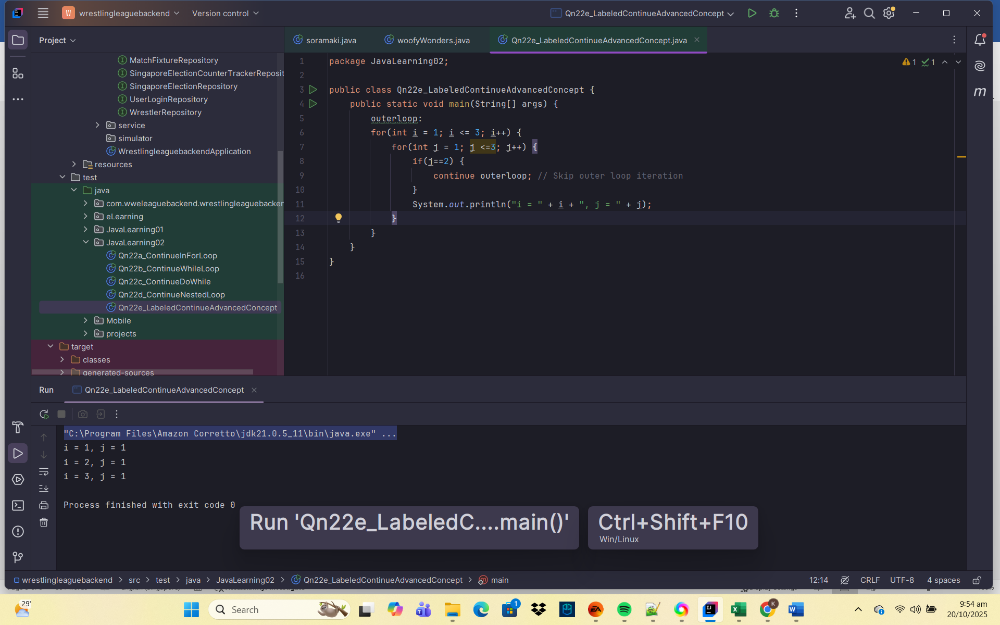 wrestlingleaguebackend
Version control
Qn22e_LabeledContinueAdvancedConcept
Project
soramaki.java
woofyWonders.java
Qn22e_LabeledContinueAdvancedConcept.java
MatchFixtureRepository
SingaporeElectionCounterTrackerReposit
SingaporeElectionRepository
UserLoginRepository
WrestlerRepository
service
simulator
WrestlingleaguebackendApplication
resources
test
java
com.wweleaguebackend.wrestlingleaguebacker
eLearning
JavaLearning01
JavaLearning02
Qn22a_ContinueInForLoop
Qn22b_ContinueWhileLoop
Qn22c_ContinueDoWhile
Qn22d_ContinueNestedLoop
Qn22e_LabeledContinueAdvancedConcept
Mobile
projects
target
classes
generated-sources
1 package JavaLearning02;
2
3 public class Qn22e_LabeledContinueAdvancedConcept {
4 public static void main(String[] args) {
5 outerloop:
6 for(int i = 1; i <= 3; i++) {
7 for(int j = 1; j <=3; j++) {
8 if(j==2) {
9 continue outerloop; // Skip outer loop iteration
10 }
11 System.out.println("i = " + i + ", j = " + j);
12 }
13 }
14 }
15 }
16
1 1
Run
Qn22e_LabeledContinueAdvancedConcept
"C:\Program Files\Amazon Corretto\jdk21.0.5_11\bin\java.exe" ...
i = 1, j = 1
i = 2, j = 1
i = 3, j = 1
Process finished with exit code 0
Run 'Qn22e_LabeledC....main()'
Ctrl+Shift+F10
Win/Linux
wrestlingleaguebackend > src > test > java > JavaLearning02 > Qn22e_LabeledContinueAdvancedConcept > main
12:14 CRLF UTF-8 4 spaces
29°
Search
1
9:54 am
20/10/2025